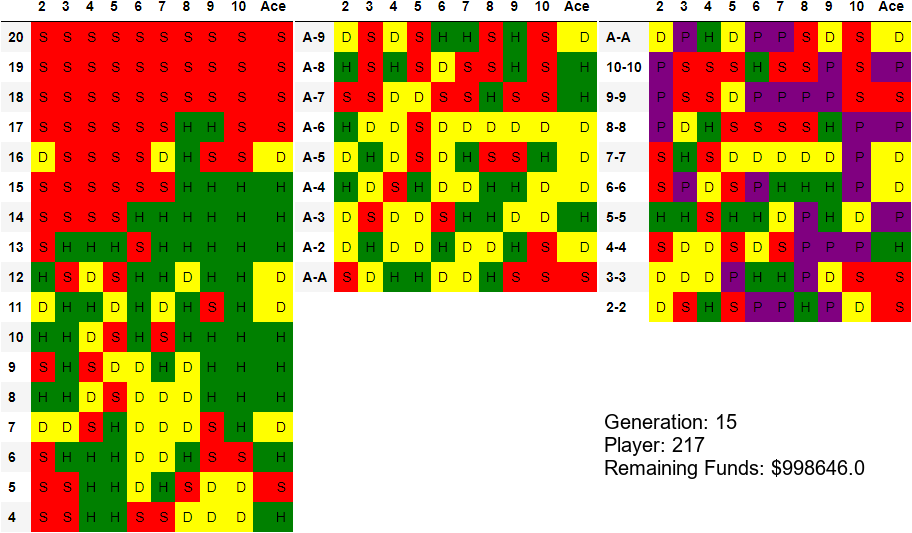 2 3 4 5 6 7 8 9 10 Ace 2 3 4 5 6 7 8 9 10 Ace 2 3 4 5 6 7 8 9 10 Ace
20 S S S S S S S S S S A-9 D S D S H H S H S D A-A D P H D P P S D S D
19 S S S S S S S S S S A-8 H S H S D S S H S H 10-10 P S S S H S S P S P
18 S S S S S S S S S S A-7 S S D D S S H S S H 9-9 P S S D P P P P S S
17 S S S S S S H H S S A-6 H D D S D D D D D D 8-8 P D H S S S S H P P
16 D S S S S D H S S D A-5 D H D S D H S S H D 7-7 S H S D D D D D P D
15 S S S S S S H H H H A-4 H D S H D D H H D D 6-6 S P D S P H H H P D
14 S S S S H H H H H H A-3 D S D D S H H D D H 5-5 H H S H H D P H D P
13 S H H H S H H H H H A-2 D H D D D D D H S D 4-4 S D D S D S P P P H
12 H S D S H H D H H D A-A S D H H D D H S S S 3-3 D D D P H H P D S S
11 D H H D H D H S H D 2-2 D S H S P P H P D S
10 H H D S H S H H H H
9 S H S D D H D H H H
8 H H D S D D D H H H
7 D D S H D D D S H D
6 S H H H D D H S S H
5 S S H H D H S D D S
4 S S H H S S D D D H
Generation: 15
Player: 217
Remaining Funds: $998646.0